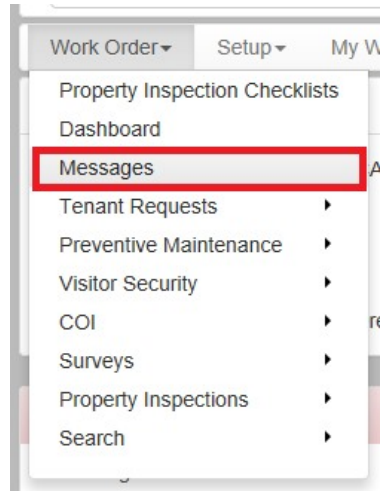 Work Order Setup My W
Property Inspection Checklists
Dashboard
Messages
Tenant Requests
Preventive Maintenance
Visitor Security
COI
Surveys
Property Inspections
Search